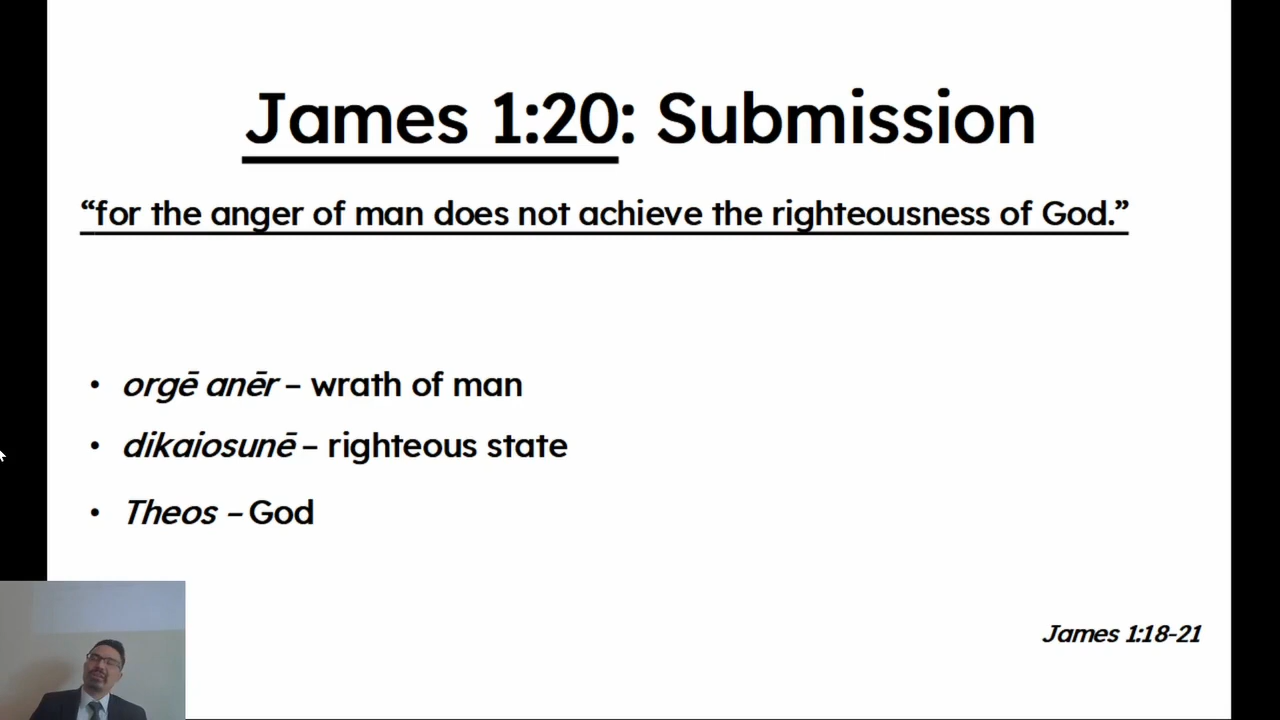 James 1:20: Submission
“for the anger of man does not achieve the righteousness of God.”
• orgē anēr – wrath of man
• dikaiosunē – righteous state
• Theos – God
James 1:18-21